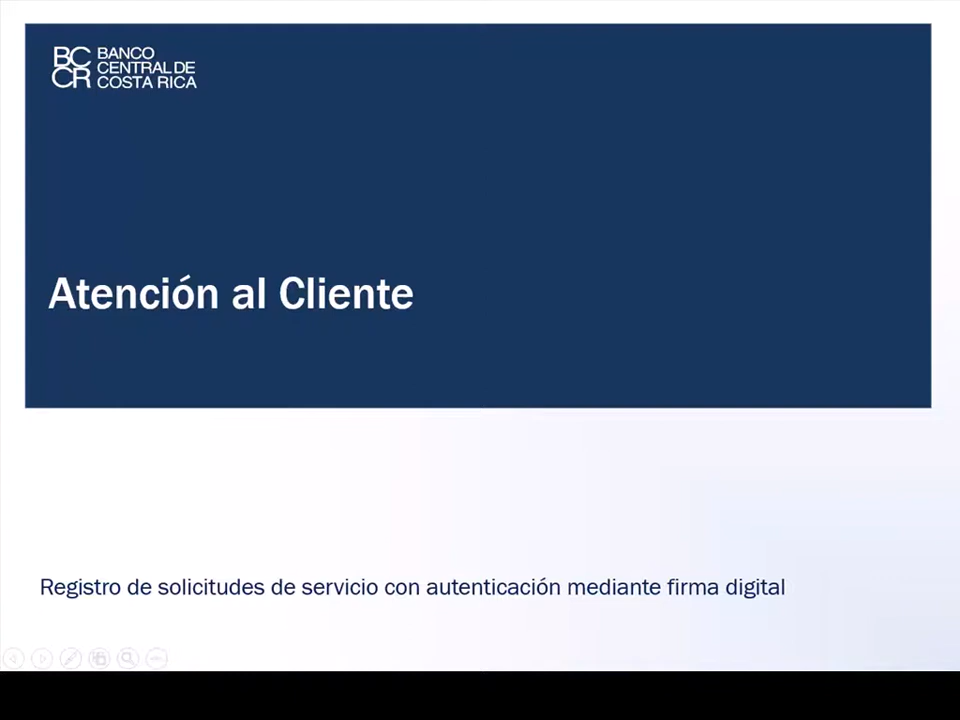 BC
CR
BANCO
CENTRAL DE
COSTA RICA
Atención al Cliente
Registro de solicitudes de servicio con autenticación mediante firma digital